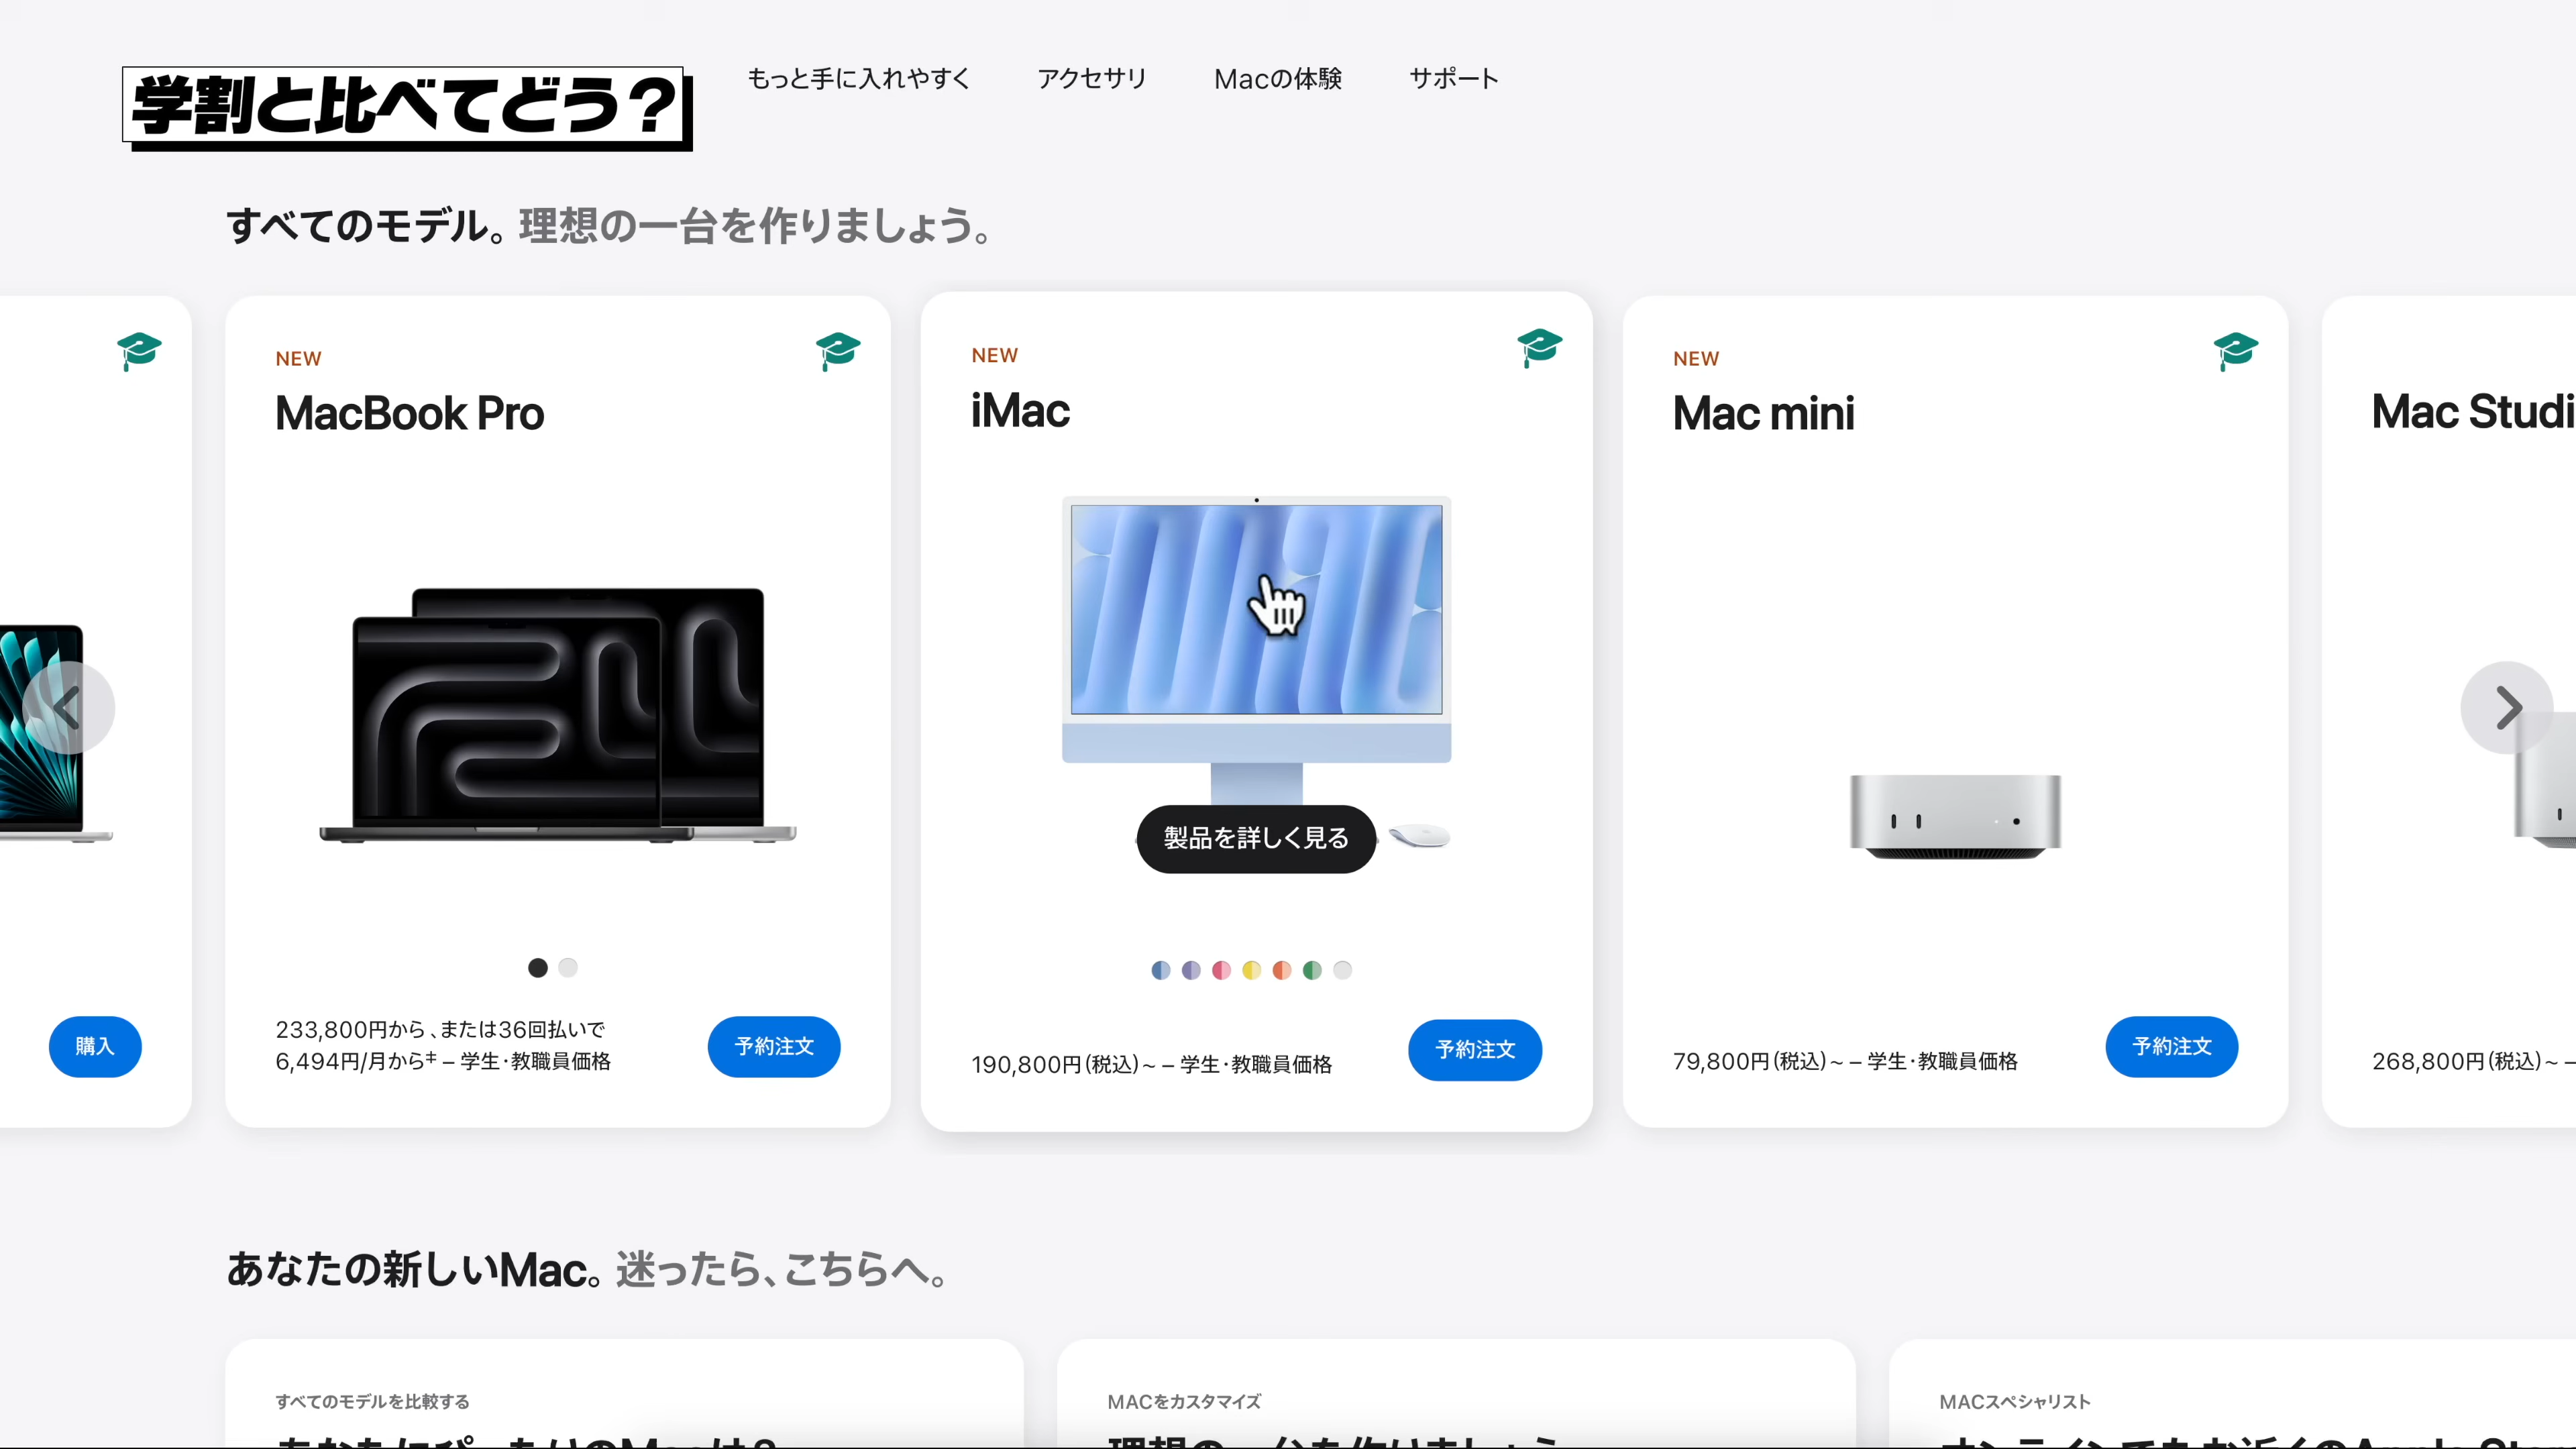 学割と比べてどう？
もっと手に入れやすく
アクセサリ
Macの体験
サポート
すべてのモデル。理想の一台を作りましょう。
NEW
MacBook Pro
NEW
iMac
NEW
Mac mini
Mac Studi
製品を詳しく見る
購入
233,800円から、または36回払いで
6,494円/月から‡ – 学生・教職員価格
予約注文
190,800円（税込）~ – 学生・教職員価格
予約注文
79,800円（税込）~ – 学生・教職員価格
予約注文
268,800円（税込）~ –
あなたの新しいMac。迷ったら、こちらへ。
すべてのモデルを比較する
MACをカスタマイズ
MACスペシャリスト